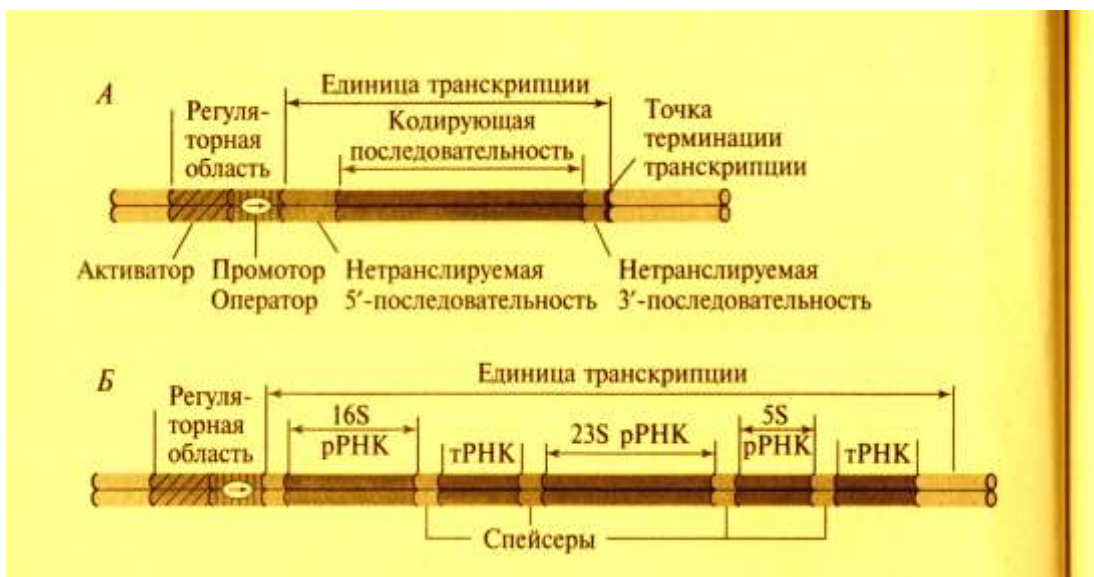 А
Единица транскрипции
Регуля-
торная
область
Кодирующая
последовательность
Точка
терминации
транскрипции
Активатор
Промотор
Оператор
Нетранслируемая
5′-последовательность
Нетранслируемая
3′-последовательность
Б
Единица транскрипции
Регуля-
торная
область
16S
рРНК
тРНК
23S рРНК
5S
рРНК
тРНК
Спейсеры